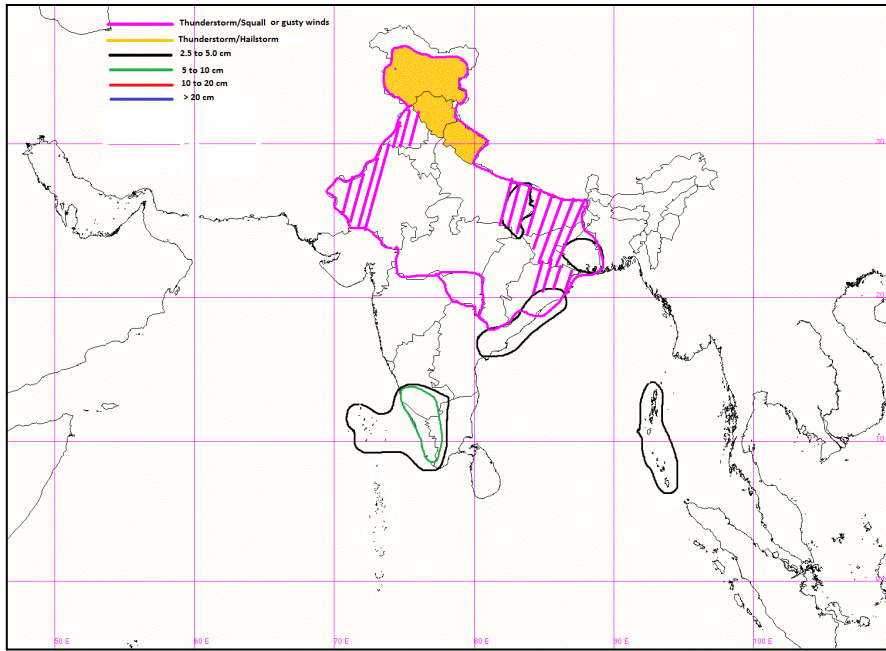 Thunderstorm/Squall or gusty winds
Thunderstorm/Hailstorm
2.5 to 5.0 cm
5 to 10 cm
10 to 20 cm
> 20 cm
30
20
10
50 E
60 E
70 E
80 E
90 E
100 E